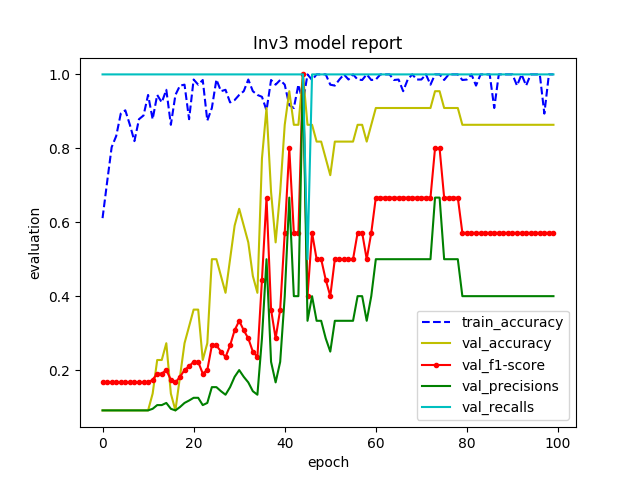 Inv3 model report
1.0
0.8
0.6
0.4
0.2
evaluation
train_accuracy
val_accuracy
val_f1-score
val_precisions
val_recalls
0 20 40 60 80 100
epoch